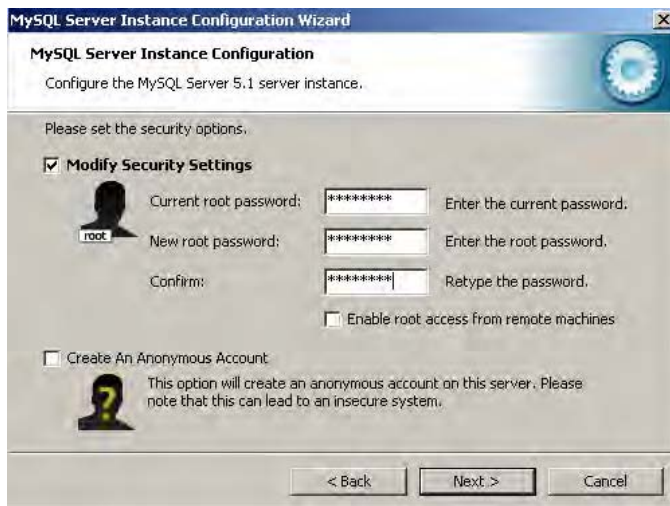 MySQL Server Instance Configuration Wizard
MySQL Server Instance Configuration
Configure the MySQL Server 5.1 server instance.
Please set the security options.
Modify Security Settings
root
Current root password: ******** Enter the current password.
New root password: ******** Enter the root password.
Confirm: ******** Retype the password.
Enable root access from remote machines
Create An Anonymous Account
This option will create an anonymous account on this server. Please
note that this can lead to an insecure system.
< Back Next > Cancel